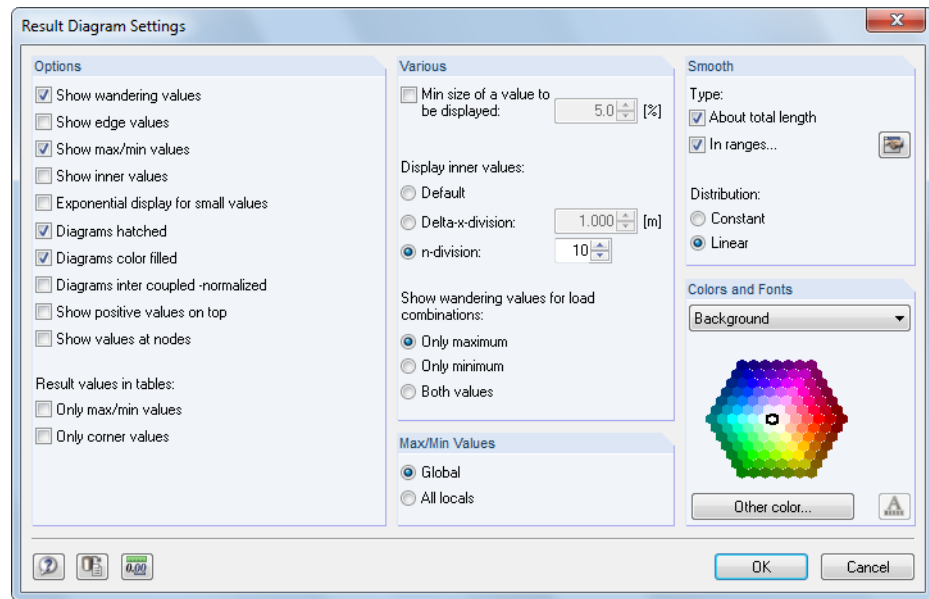 Result Diagram Settings
Options
Show wandering values
Show edge values
Show max/min values
Show inner values
Exponential display for small values
Diagrams hatched
Diagrams color filled
Diagrams inter coupled -normalized
Show positive values on top
Show values at nodes
Result values in tables:
Only max/min values
Only corner values
Various
Min size of a value to
be displayed: 5.0 [%]
Display inner values:
Default
Delta-x-division: 1.000 [m]
n-division: 10
Show wandering values for load
combinations:
Only maximum
Only minimum
Both values
Max/Min Values
Global
All locals
Smooth
Type:
About total length
In ranges...
Distribution:
Constant
Linear
Colors and Fonts
Background
Other color...
A
?
0.00
OK
Cancel